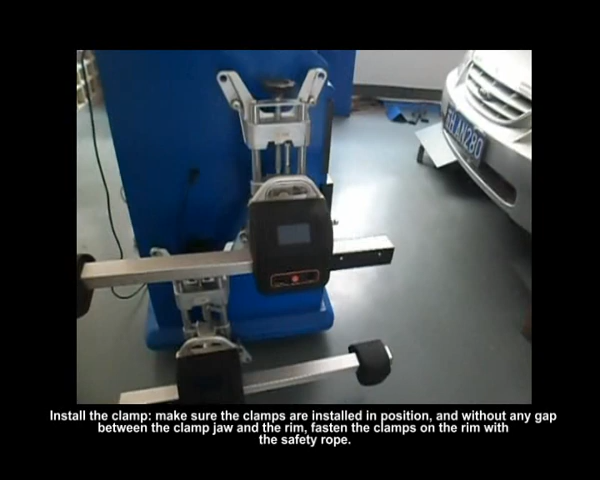 AN280
Install the clamp: make sure the clamps are installed in position, and without any gap
between the clamp jaw and the rim, fasten the clamps on the rim with
the safety rope.